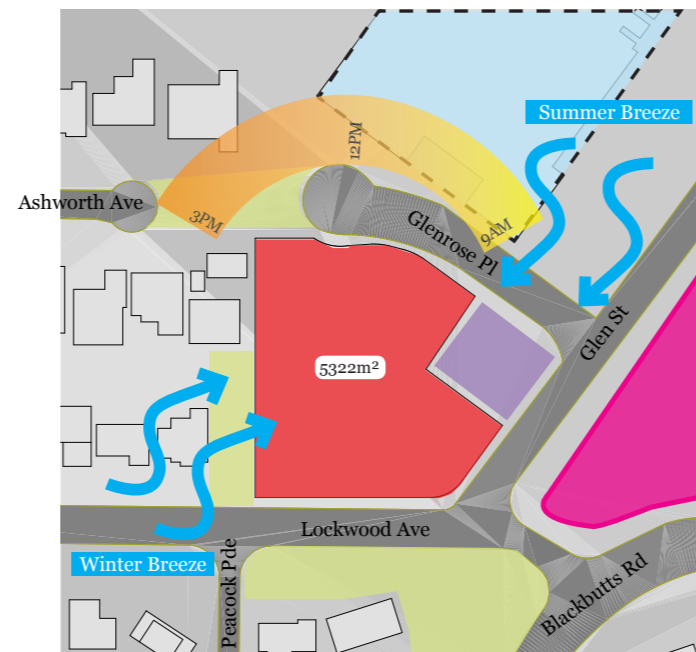 Summer Breeze
12PM
Ashworth Ave
3PM
9AM
Glenrose Pl
Glen St
5322m²
Lockwood Ave
Winter Breeze
Peacock Pde
Blackbutts Rd